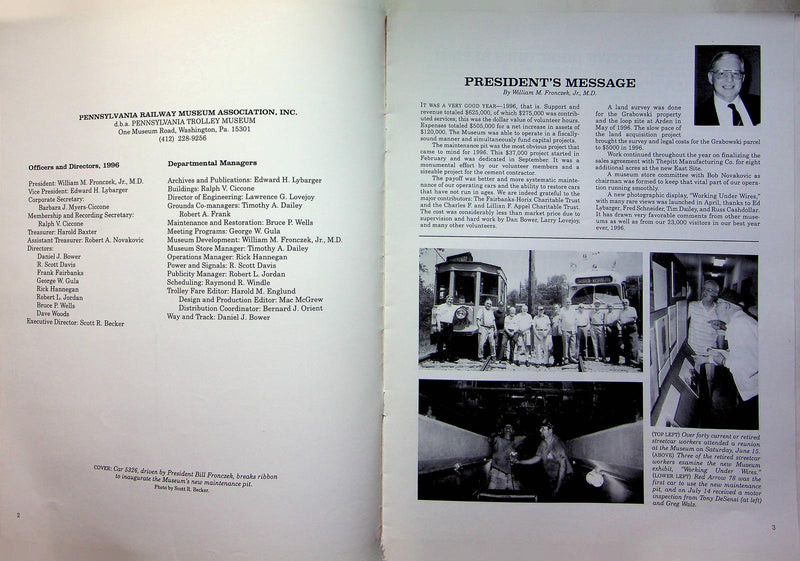 PENNSYLVANIA RAILWAY MUSEUM ASSOCIATION, INC.
d.b.a. PENNSYLVANIA TROLLEY MUSEUM
One Museum Road, Washington, Pa. 15301
(412) 228-9256
Officers and Directors, 1996
President: William M. Fronczek, Jr., M.D.
Vice President: Edward H. Lybarger
Corporate Secretary:
Barbara J. Myers-Ciccone
Membership and Recording Secretary:
Ralph V. Ciccone
Treasurer: Harold Baxter
Assistant Treasurer: Robert A. Novakovic
Directors:
Daniel J. Bower
R. Scott Davis
Frank Fairbanks
George W. Gula
Rick Hannegan
Robert L. Jordan
Bruce P. Wells
Dave Woods
Executive Director: Scott R. Becker
Departmental Managers
Archives and Publications: Edward H. Lybarger
Buildings: Ralph V. Ciccone
Director of Engineering: Lawrence G. Lovejoy
Grounds Co-managers: Timothy A. Dailey
Robert A. Frank
Maintenance and Restoration: Bruce P. Wells
Meeting Programs: George W. Gula
Museum Development: William M. Fronczek, Jr., M.D.
Museum Store Manager: Timothy A. Dailey
Operations Manager: Rick Hannegan
Power and Signals: R. Scott Davis
Publicity Manager: Robert L. Jordan
Scheduling: Raymond R. Windle
Trolley Fare Editor: Harold M. Englund
Design and Production Editor: Mac McGrew
Distribution Coordinator: Bernard J. Orient
Way and Track: Daniel J. Bower
COVER: Car 5326, driven by President Bill Fronczek, breaks ribbon
to inaugurate the Museum's new maintenance pit.
Photo by Scott R. Becker.
2
PRESIDENT'S MESSAGE
By William M. Fronczek, Jr., M.D.
IT WAS A VERY GOOD YEAR—1996, that is. Support and
revenue totaled $625,000, of which $275,000 was contrib-
uted services; this was the dollar value of volunteer hours.
Expenses totaled $505,000 for a net increase in assets of
$120,000. The Museum was able to operate in a fiscally-
sound manner and simultaneously fund capital projects.
The maintenance pit was the most obvious project that
came to mind for 1996. This $37,000 project started in
February and was dedicated in September. It was a
monumental effort by our volunteer members and a
sizeable project for the cement contractor.
The payoff will be better and more systematic mainte-
nance of our operating cars and the ability to restore cars
that have not run in ages. We are indeed grateful to the
major contributors: The Fairbanks-Horix Charitable Trust
and the Charles F. and Lillian F. Appel Charitable Trust.
The cost was considerably less than market price due to
supervision and hard work by Dan Bower, Larry Lovejoy,
and many other volunteers.
A land survey was done
for the Grabowski property
and the loop site at Arden in
May of 1996. The slow pace of
the land acquisition project
brought the survey and legal costs for the Grabowski parcel
to $5000 in 1996.
Work continued throughout the year on finalizing the
sales agreement with Thepitt Manufacturing Co. for eight
additional acres at the new East Site.
A museum store committee with Bob Novakovic as
chairman was formed to keep that vital part of our opera-
tion running smoothly.
A new photographic display, "Working Under Wires,"
with many rare views was launched in April, thanks to Ed
Lybarger, Fred Schneider, Tim Dailey, and Russ Cashdollar.
It has drawn very favorable comments from other muse-
ums as well as from our 23,000 visitors in our best year
ever, 1996.
(TOP LEFT) Over forty current or retired
streetcar workers attended a reunion
at the Museum on Saturday, June 15.
(ABOVE) Three of the retired streetcar
workers examine the new Museum
exhibit, "Working Under Wires."
(LOWER LEFT) Red Arrow 78 was the
first car to use the new maintenance
pit, and on July 14 received a motor
inspection from Tony DeSensi (at left)
and Greg Wale.
3